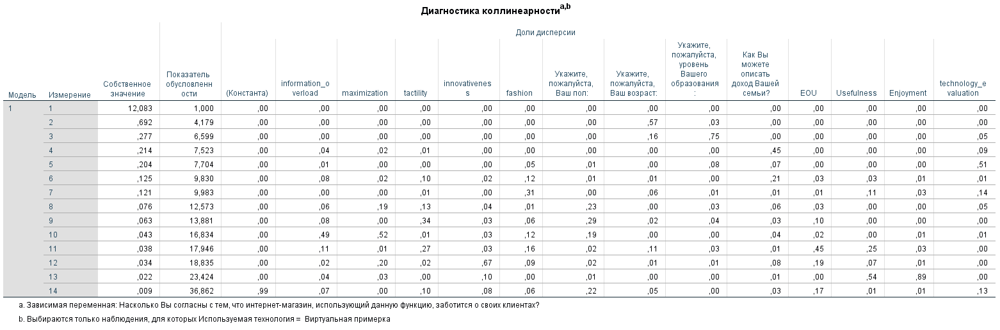 Диагностика коллинеарности a,b
Доли дисперсии
Модель Измерение Собственное значение Показатель обусловленн ости (Константа) information_o verload maximization tactility innovativenes s fashion Укажите, пожалуйста, Ваш пол: Укажите, пожалуйста, Ваш возраст: Укажите, пожалуйста, уровень Вашего образования : Как Вы можете описать доход Вашей семьи? EOU Usefulness Enjoyment technology_e valuation
1 1 12,083 1,000 ,00 ,00 ,00 ,00 ,00 ,00 ,00 ,00 ,00 ,00 ,00 ,00 ,00 ,00
2 ,692 4,179 ,00 ,00 ,00 ,00 ,00 ,00 ,00 ,57 ,03 ,00 ,00 ,00 ,00 ,00
3 ,277 6,599 ,00 ,00 ,00 ,00 ,00 ,00 ,00 ,16 ,75 ,00 ,00 ,00 ,00 ,05
4 ,214 7,523 ,00 ,04 ,02 ,01 ,00 ,00 ,00 ,00 ,00 ,45 ,00 ,00 ,00 ,09
5 ,204 7,704 ,00 ,01 ,00 ,00 ,00 ,05 ,01 ,00 ,08 ,07 ,00 ,00 ,00 ,51
6 ,125 9,830 ,00 ,08 ,02 ,10 ,02 ,12 ,01 ,01 ,00 ,21 ,03 ,03 ,01 ,01
7 ,121 9,983 ,00 ,00 ,00 ,01 ,00 ,31 ,00 ,06 ,01 ,01 ,01 ,11 ,03 ,14
8 ,076 12,573 ,00 ,06 ,19 ,13 ,04 ,01 ,23 ,00 ,03 ,06 ,03 ,00 ,00 ,05
9 ,063 13,881 ,00 ,08 ,00 ,34 ,03 ,06 ,29 ,02 ,04 ,03 ,10 ,00 ,00 ,00
10 ,043 16,834 ,00 ,49 ,52 ,01 ,03 ,12 ,19 ,00 ,00 ,04 ,02 ,00 ,01 ,01
11 ,038 17,946 ,00 ,11 ,01 ,27 ,03 ,16 ,02 ,11 ,03 ,01 ,45 ,25 ,03 ,00
12 ,034 18,835 ,00 ,02 ,20 ,02 ,67 ,09 ,02 ,01 ,01 ,08 ,19 ,07 ,01 ,00
13 ,022 23,424 ,00 ,04 ,03 ,00 ,10 ,00 ,01 ,00 ,00 ,01 ,00 ,54 ,89 ,00
14 ,009 36,862 ,99 ,07 ,00 ,10 ,08 ,06 ,22 ,05 ,00 ,03 ,17 ,01 ,01 ,13
a. Зависимая переменная: Насколько Вы согласны с тем, что интернет-магазин, использующий данную функцию, заботится о своих клиентах?
b. Выбираются только наблюдения, для которых Используемая технология = Виртуальная примерка